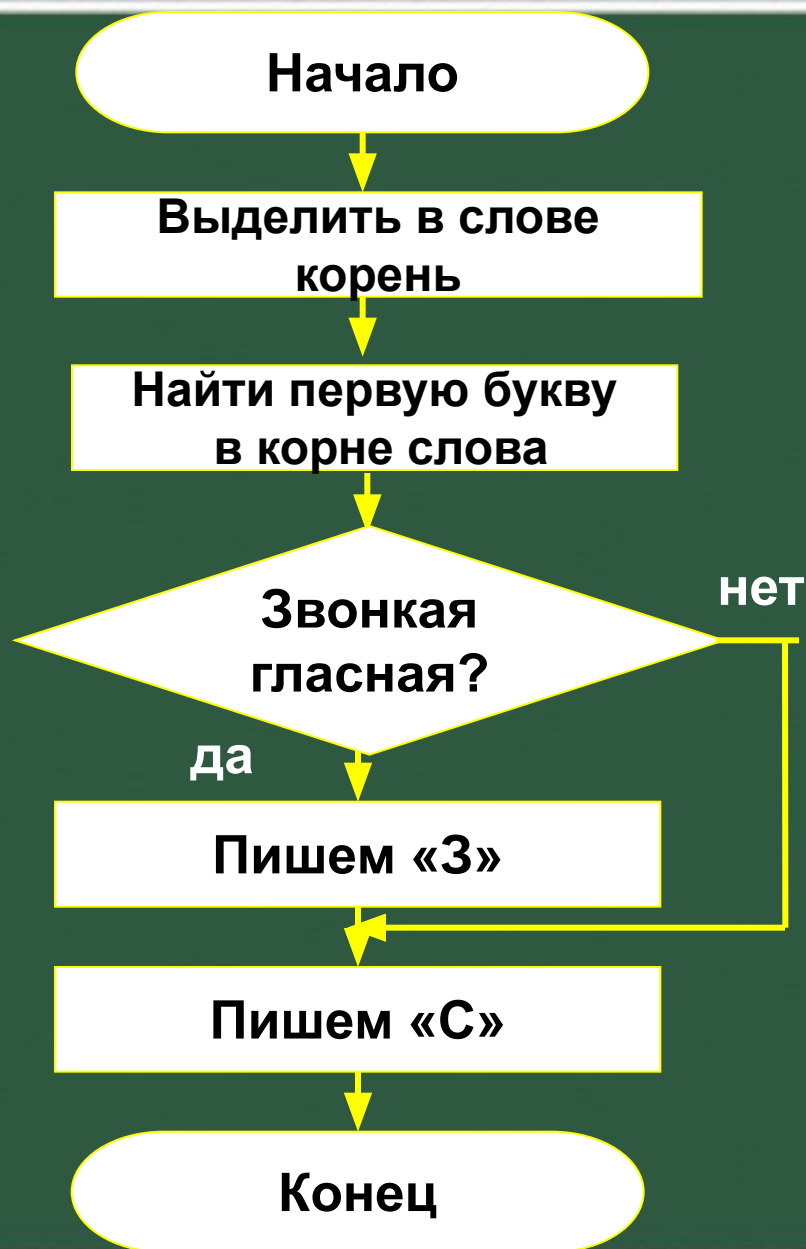 Начало
Выделить в слове
корень
Найти первую букву
в корне слова
Звонкая
гласная?
нет
да
Пишем «З»
Пишем «С»
Конец